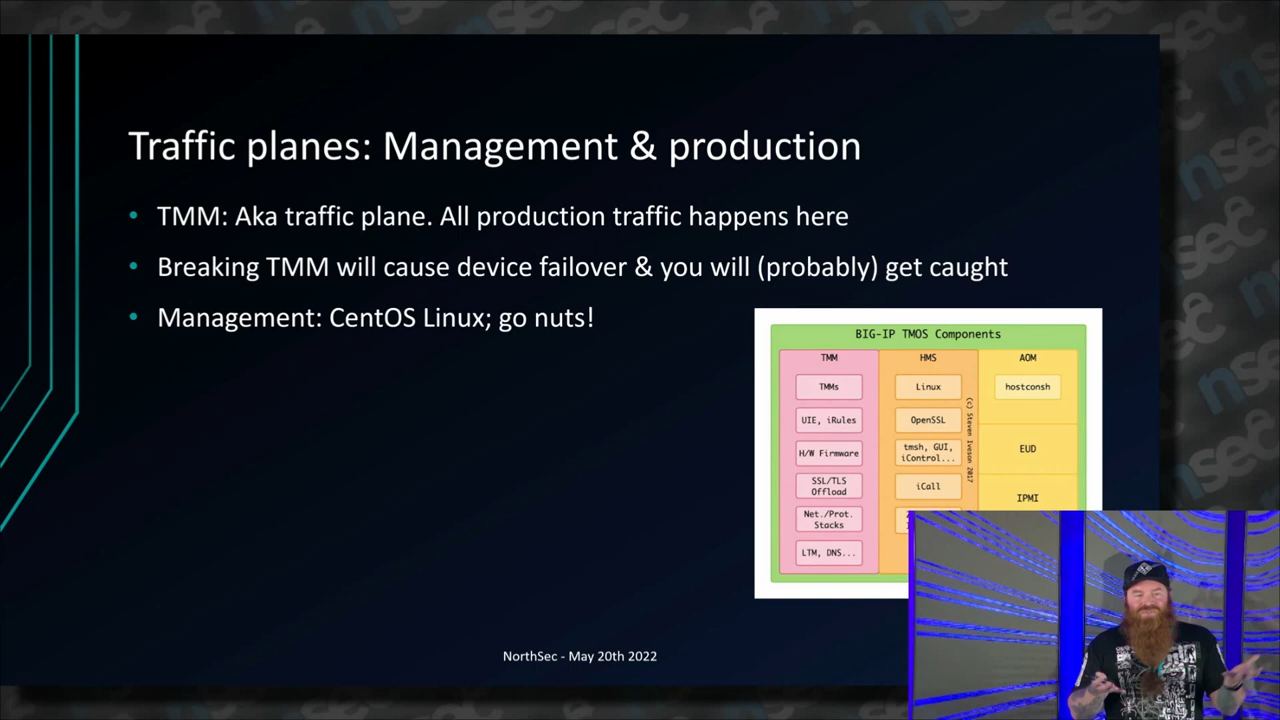 Traffic planes: Management & production
• TMM: Aka traffic plane. All production traffic happens here
• Breaking TMM will cause device failover & you will (probably) get caught
• Management: CentOS Linux; go nuts!
BIG-IP TMOS Components
TMM
TMMs
UIE, iRules
H/W Firmware
SSL/TLS
Offload
Net./Prot.
Stacks
LTM, DNS...
HMS
Linux
OpenSSL
tmsh, GUI,
iControl...
iCall
(c) Steven Iveson 2017
AOM
hostconsh
EUD
IPMI
NorthSec - May 20th 2022
nsec
nsec
nsec